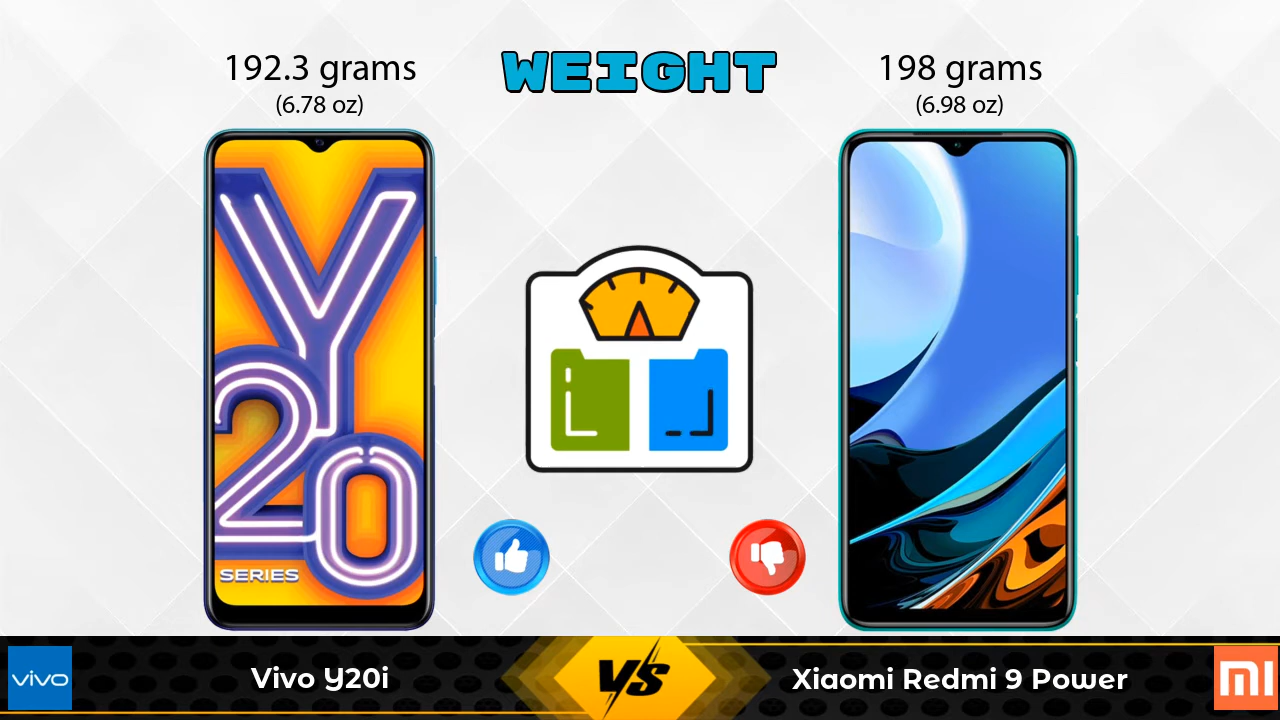 192.3 grams
(6.78 oz)
WEIGHT
198 grams
(6.98 oz)
Y
20
SERIES
vivo
Vivo Y20i
VS
Xiaomi Redmi 9 Power
mi